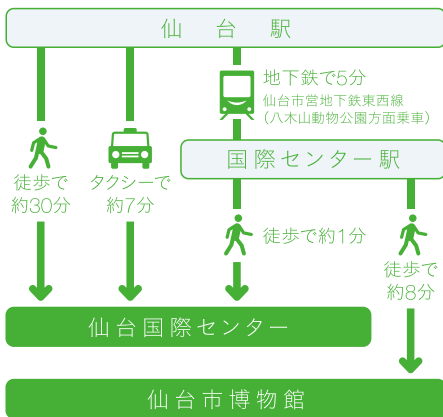 仙台駅
地下鉄で5分
仙台市営地下鉄東西線
(八木山動物公園方面乗車)
国際センター駅
徒歩で
約30分
タクシーで
約7分
徒歩で約1分
徒歩で
約8分
仙台国際センター
仙台市博物館